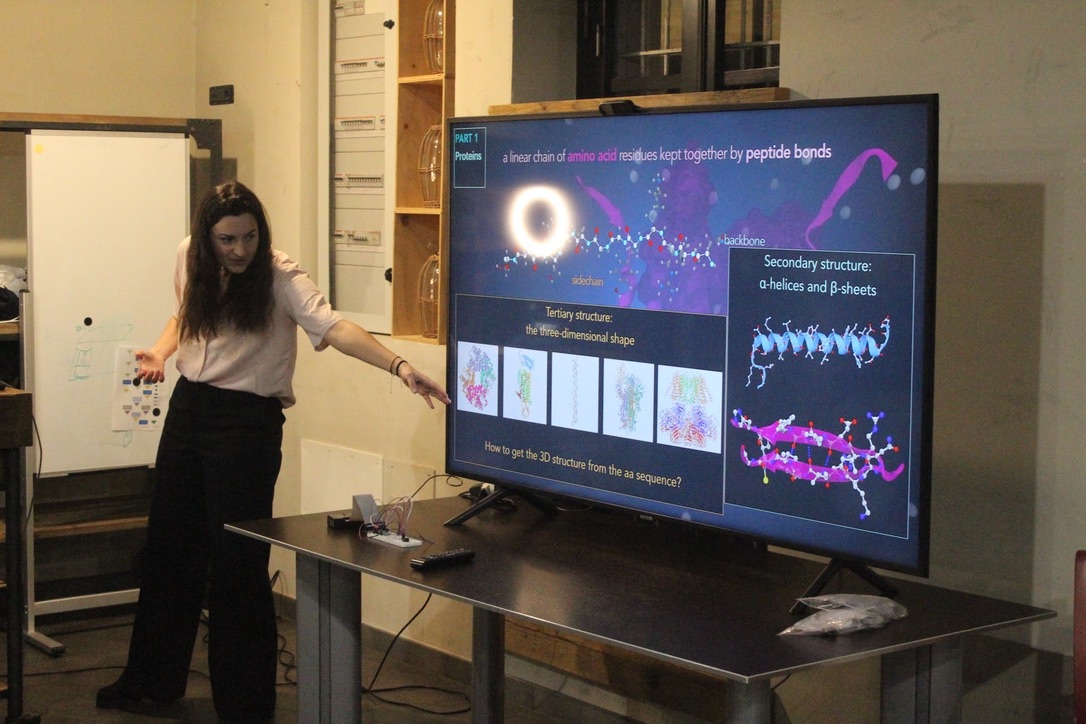 PART 1
Proteins
a linear chain of amino acid residues kept together by peptide bonds
backbone
sidechain
Secondary structure:
α-helices and β-sheets
Tertiary structure:
the three-dimensional shape
How to get the 3D structure from the aa sequence?